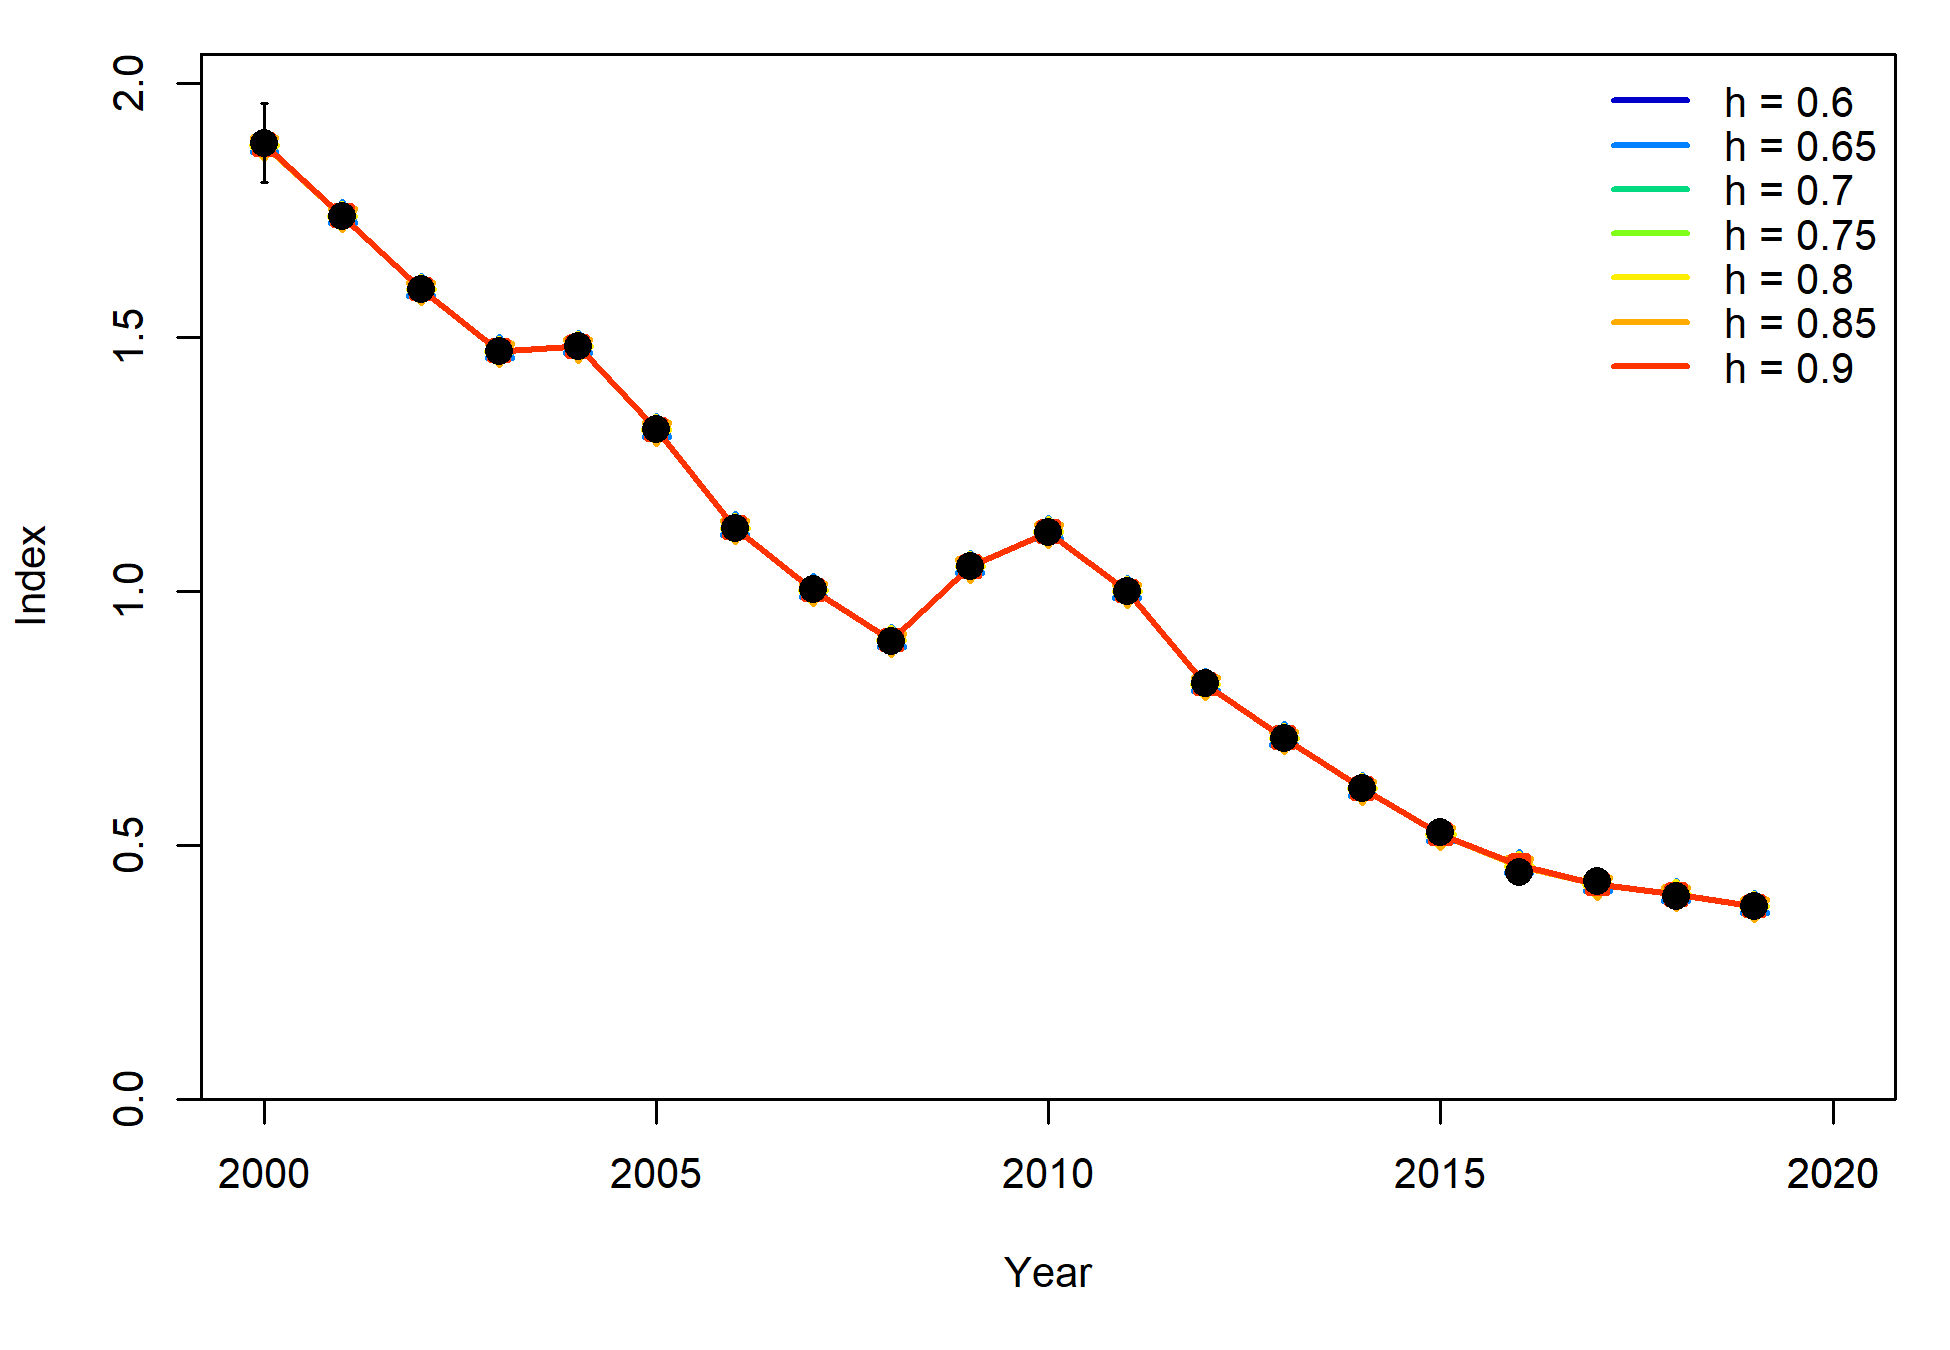 2.0
1.5
1.0
0.5
0.0
Index
h = 0.6
h = 0.65
h = 0.7
h = 0.75
h = 0.8
h = 0.85
h = 0.9
2000 2005 2010 2015 2020
Year